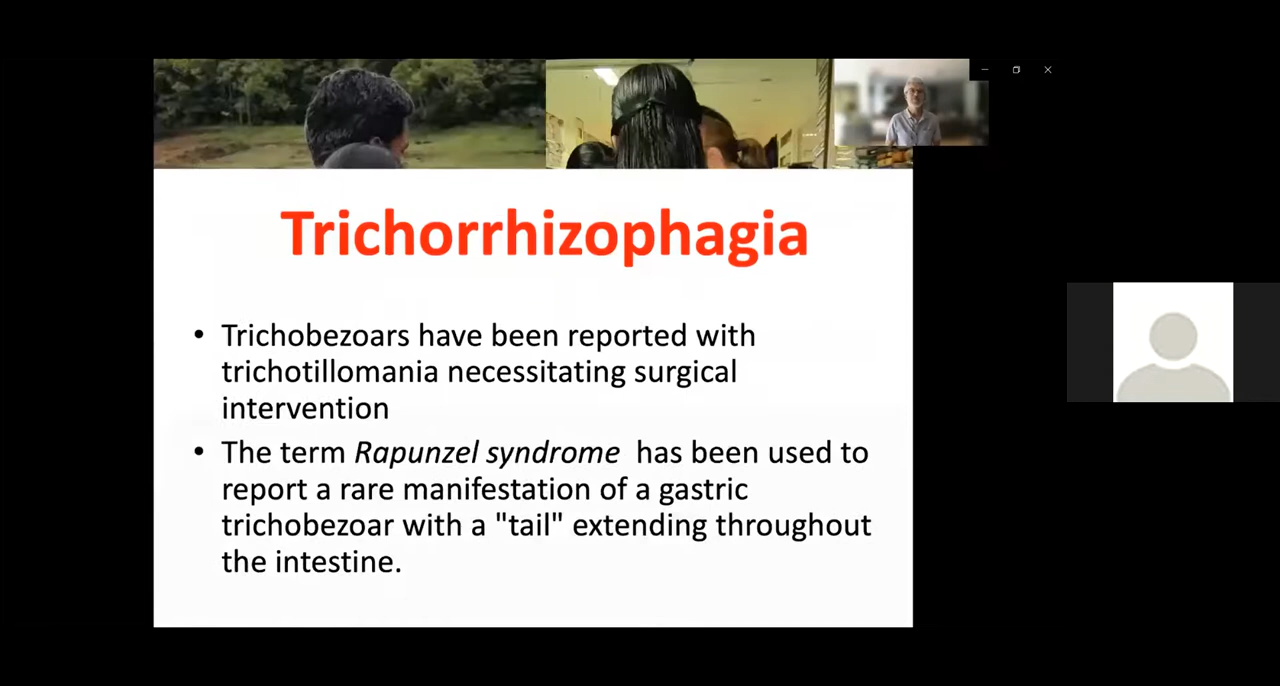 Trichorrhizophagia
• Trichobezoars have been reported with
trichotillomania necessitating surgical
intervention
• The term Rapunzel syndrome has been used to
report a rare manifestation of a gastric
trichobezoar with a "tail" extending throughout
the intestine.